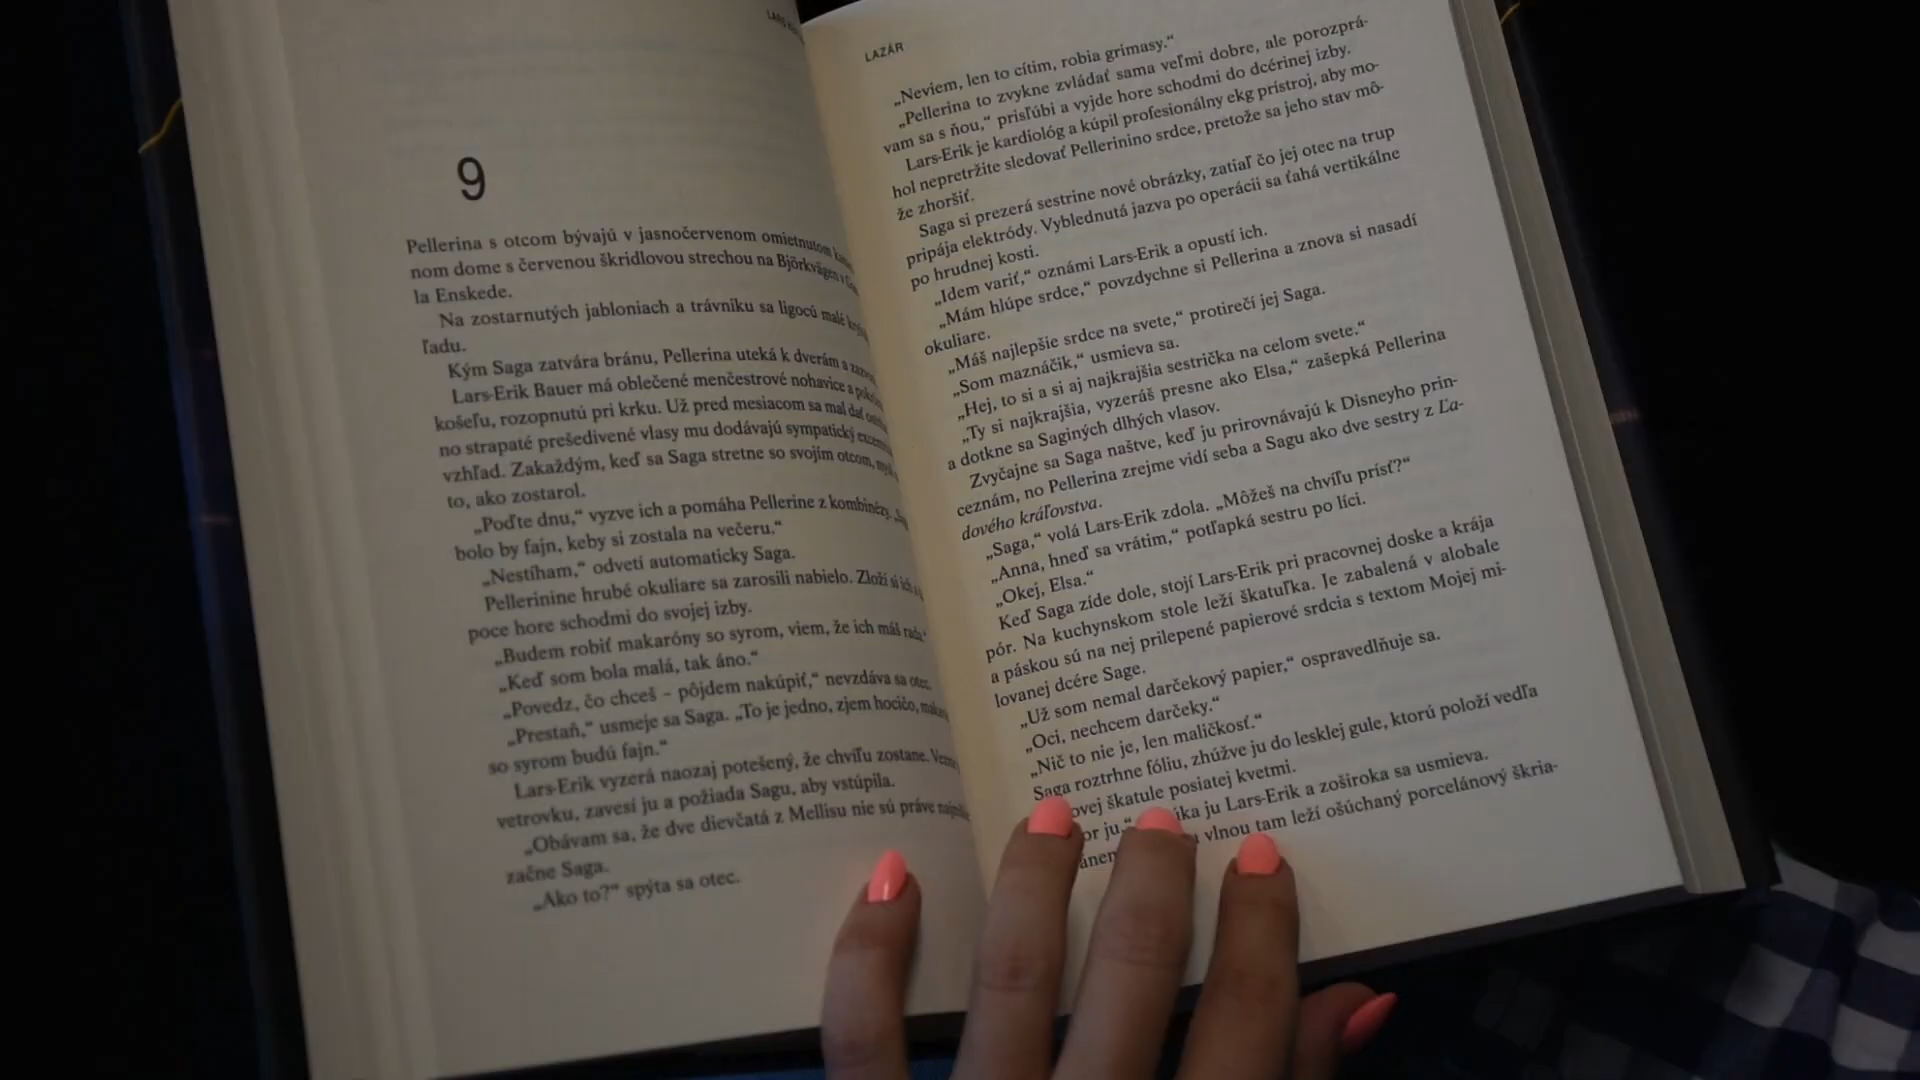 LARS
9
Pellerina s otcom bývajú v jasnočervenom omietnutom
nom dome s červenou škridlovou strechou na Björkvägen v
la Enskede.
Na zostarnutých jabloniach a trávniku sa ligocú malé
ľadu.
Kým Saga zatvára bránu, Pellerina uteká k dverám a
Lars-Erik Bauer má oblečené menčestrové nohavice a
košeľu, rozopnutú pri krku. Už pred mesiacom sa mal dať
no strapaté prešedivené vlasy mu dodávajú sympatický
vzhľad. Zakaždým, keď sa Saga stretne so svojím otcom,
to, ako zostarol.
„Poďte dnu,“ vyzve ich a pomáha Pellerine z kombinézy.
bolo by fajn, keby si zostala na večeru.“
„Nestíham,“ odvetí automaticky Saga.
Pellerinine hrubé okuliare sa zarosili nabielo. Zloží si ich
poce hore schodmi do svojej izby.
„Budem robiť makaróny so syrom, viem, že ich máš rada.“
„Keď som bola malá, tak áno.“
„Povedz, čo chceš – pôjdem nakúpiť,“ nevzdáva sa otec.
„Prestaň,“ usmeje sa Saga. „To je jedno, zjem hocičo,
so syrom budú fajn.“
Lars-Erik vyzerá naozaj potešený, že chvíľu zostane.
vetrovku, zavesí ju a požiada Sagu, aby vstúpila.
„Obávam sa, že dve dievčatá z Mellisu nie sú práve
začne Saga.
„Ako to?“ spýta sa otec.
LAZÁR
„Neviem, len to cítim, robia grimasy.“
„Pellerina to zvykne zvládať sama veľmi dobre, ale porozprá-
vam sa s ňou,“ prisľúbi a vyjde hore schodmi do dcérinej izby.
Lars-Erik je kardiológ a kúpil profesionálny ekg prístroj, aby mo-
hol nepretržite sledovať Pellerinino srdce, pretože sa jeho stav mô-
že zhoršiť.
Saga si prezerá sestrine nové obrázky, zatiaľ čo jej otec na trup
pripája elektródy. Vyblednutá jazva po operácii sa ťahá vertikálne
po hrudnej kosti.
„Idem variť,“ oznámi Lars-Erik a opustí ich.
„Mám hlúpe srdce,“ povzdychne si Pellerina a znova si nasadí
okuliare.
„Máš najlepšie srdce na svete,“ protirečí jej Saga.
„Som maznáčik,“ usmieva sa.
„Hej, to si a si aj najkrajšia sestrička na celom svete.“
„Ty si najkrajšia, vyzeráš presne ako Elsa,“ zašepká Pellerina
a dotkne sa Saginých dlhých vlasov.
Zvyčajne sa Saga naštve, keď ju prirovnávajú k Disneyho prin-
ceznám, no Pellerina zrejme vidí seba a Sagu ako dve sestry z Ľa-
dového kráľovstva.
„Saga,“ volá Lars-Erik zdola. „Môžeš na chvíľu prísť?“
„Anna, hneď sa vrátim,“ potľapká sestru po líci.
„Okej, Elsa.“
Keď Saga zíde dole, stojí Lars-Erik pri pracovnej doske a krája
pór. Na kuchynskom stole leží škatuľka. Je zabalená v alobale
a páskou sú na nej prilepené papierové srdcia s textom Mojej mi-
lovanej dcére Sage.
„Už som nemal darčekový papier,“ ospravedlňuje sa.
„Oci, nechcem darčeky.“
„Nič to nie je, len maličkosť.“
Saga roztrhne fóliu, zhúžve ju do lesklej gule, ktorú položí vedľa
ovej škatule posiatej kvetmi.
or ju,“ ika ju Lars-Erik a zoširoka sa usmieva.
vlnou tam leží ošúchaný porcelánový škria-